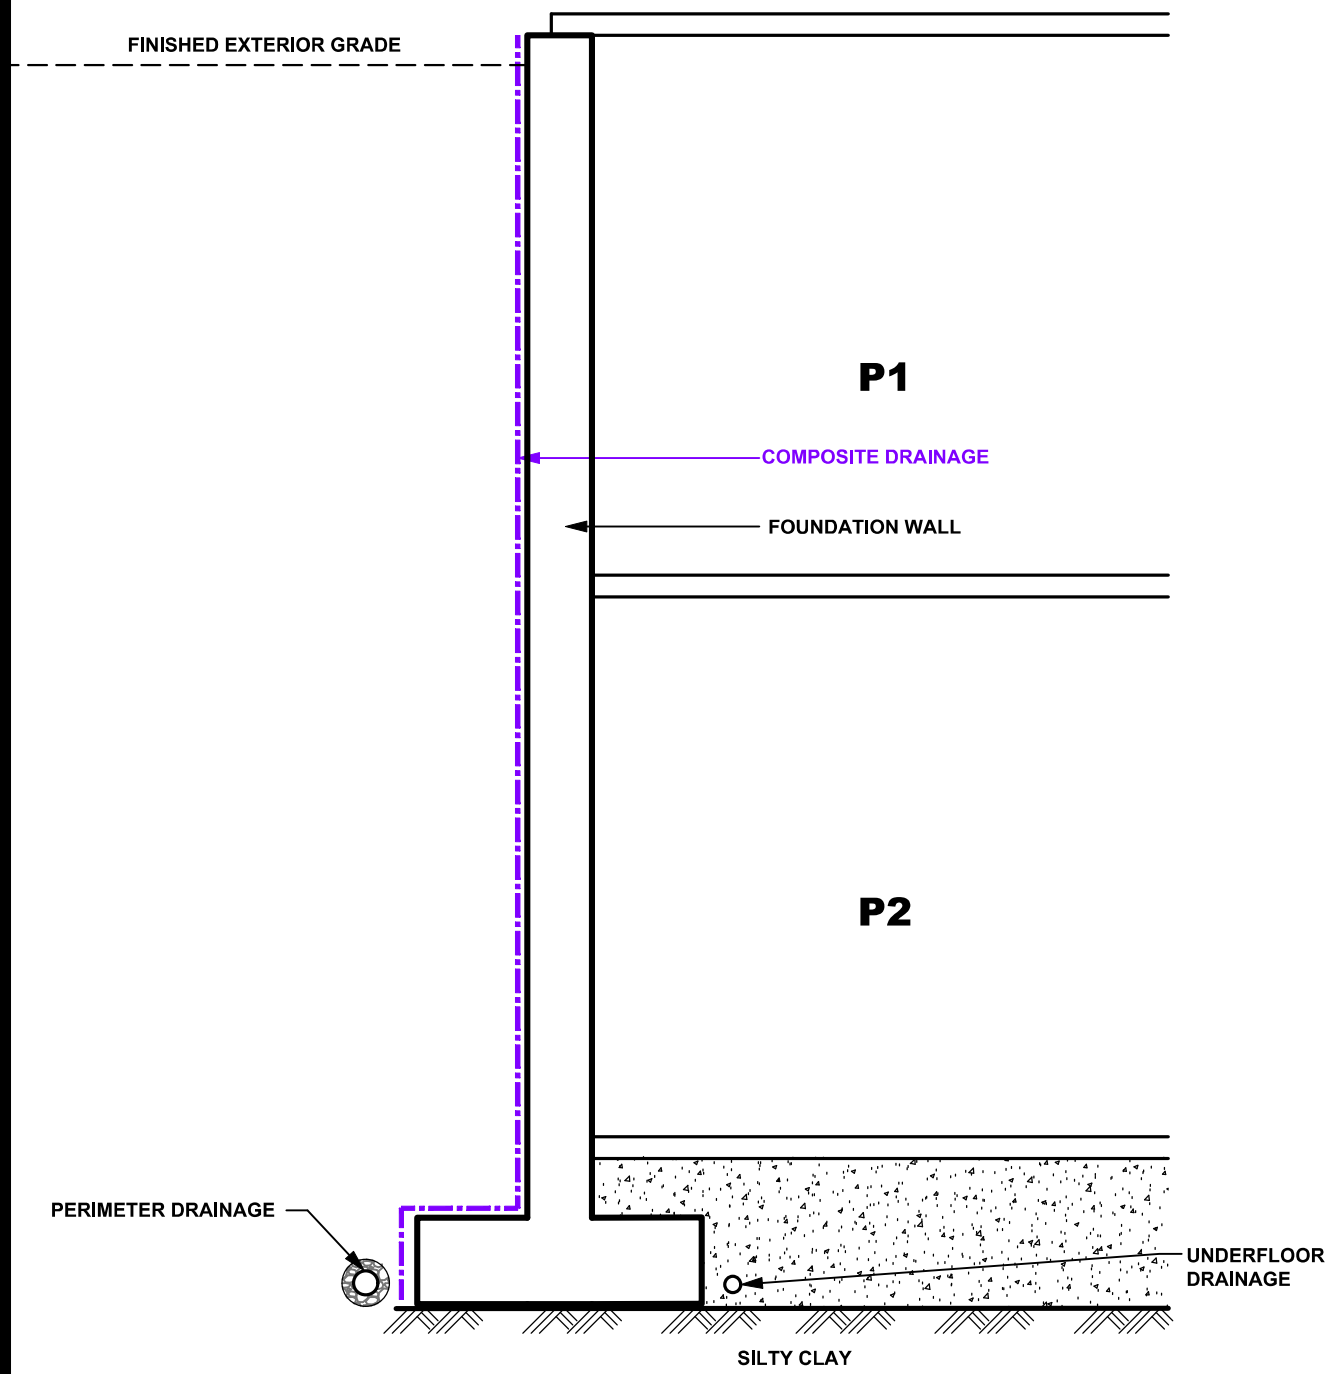 FINISHED EXTERIOR GRADE
P1
COMPOSITE DRAINAGE
FOUNDATION WALL
P2
PERIMETER DRAINAGE
UNDERFLOOR
DRAINAGE
SILTY CLAY